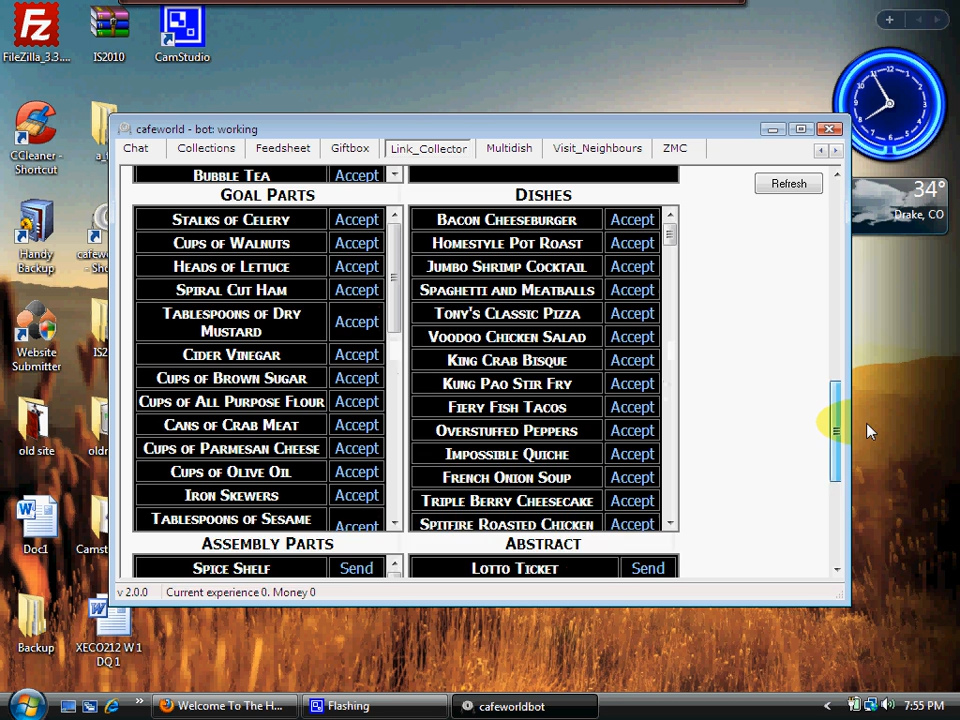 FileZilla_3.3....
IS2010
CamStudio
CCleaner -
Shortcut
Handy
Backup
Website
Submitter
old site
Doc1
Backup
XECO212 W1
DQ 1
cafeworld - bot: working
Chat
Collections
Feedsheet
Giftbox
Link_Collector
Multidish
Visit_Neighbours
ZMC
Refresh
34°
Drake, CO
Bubble Tea Accept
Goal Parts
Stalks of Celery Accept
Cups of Walnuts Accept
Heads of Lettuce Accept
Spiral Cut Ham Accept
Tablespoons of Dry
Mustard Accept
Cider Vinegar Accept
Cups of Brown Sugar Accept
Cups of All Purpose Flour Accept
Cans of Crab Meat Accept
Cups of Parmesan Cheese Accept
Cups of Olive Oil Accept
Iron Skewers Accept
Tablespoons of Sesame Accept
Dishes
Bacon Cheeseburger Accept
Homestyle Pot Roast Accept
Jumbo Shrimp Cocktail Accept
Spaghetti and Meatballs Accept
Tony's Classic Pizza Accept
Voodoo Chicken Salad Accept
King Crab Bisque Accept
Kung Pao Stir Fry Accept
Fiery Fish Tacos Accept
Overstuffed Peppers Accept
Impossible Quiche Accept
French Onion Soup Accept
Triple Berry Cheesecake Accept
Spitfire Roasted Chicken Accept
Assembly Parts
Spice Shelf Send
Abstract
Lotto Ticket Send
v 2.0.0
Current experience 0. Money 0
Welcome To The H...
Flashing
cafeworldbot
7:55 PM